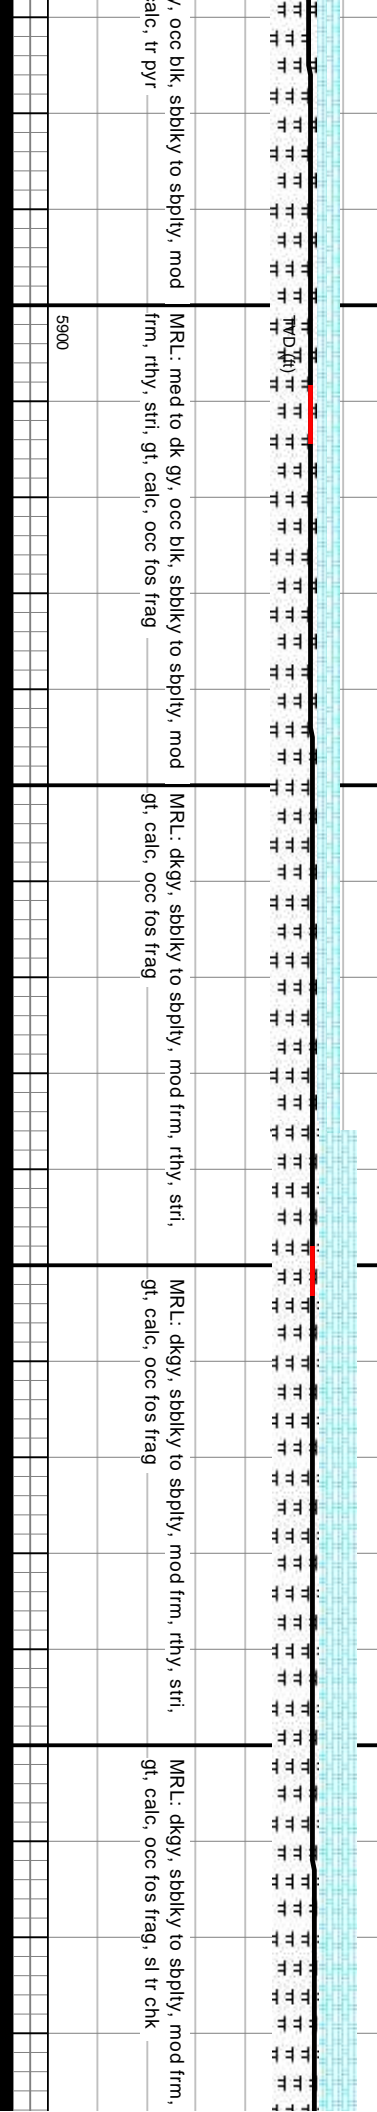 y, occ blk, sbblky to sbplty, mod
calc, tr pyr
5900
TVD (ft)
MRL: med to dk gy, occ blk, sbblky to sbplty, mod
frm, rthy, stri, gt, calc, occ fos frag
MRL: dkgy, sbblky to sbplty, mod frm, rthy, stri,
gt, calc, occ fos frag
MRL: dkgy, sbblky to sbplty, mod frm, rthy, stri,
gt, calc, occ fos frag
MRL: dkgy, sbblky to sbplty, mod frm,
gt, calc, occ fos frag, sl tr chk